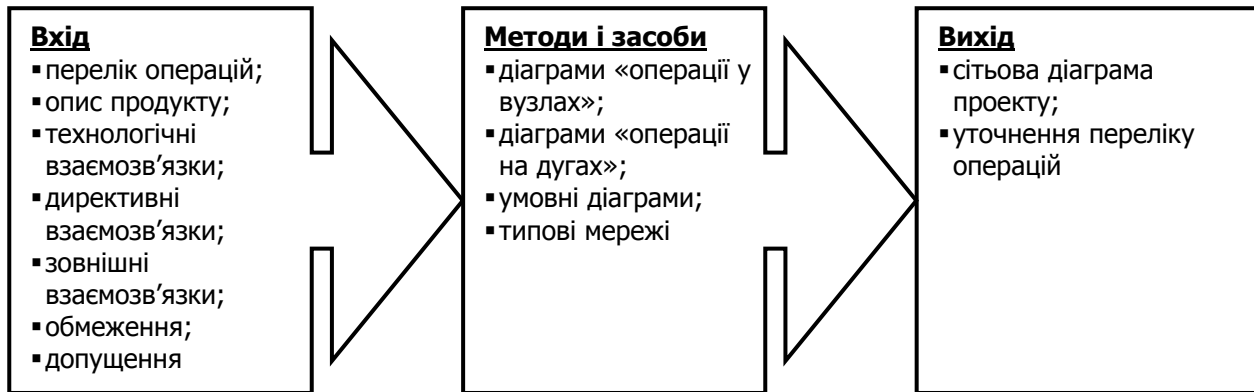 Вхід
▪перелік операцій;
▪опис продукту;
▪технологічні
взаємозв’язки;
▪директивні
взаємозв’язки;
▪зовнішні
взаємозв’язки;
▪обмеження;
▪допущення
Методи і засоби
▪діаграми «операції у
вузлах»;
▪діаграми «операції
на дугах»;
▪умовні діаграми;
▪типові мережі
Вихід
▪сітьова діаграма
проекту;
▪уточнення переліку
операцій